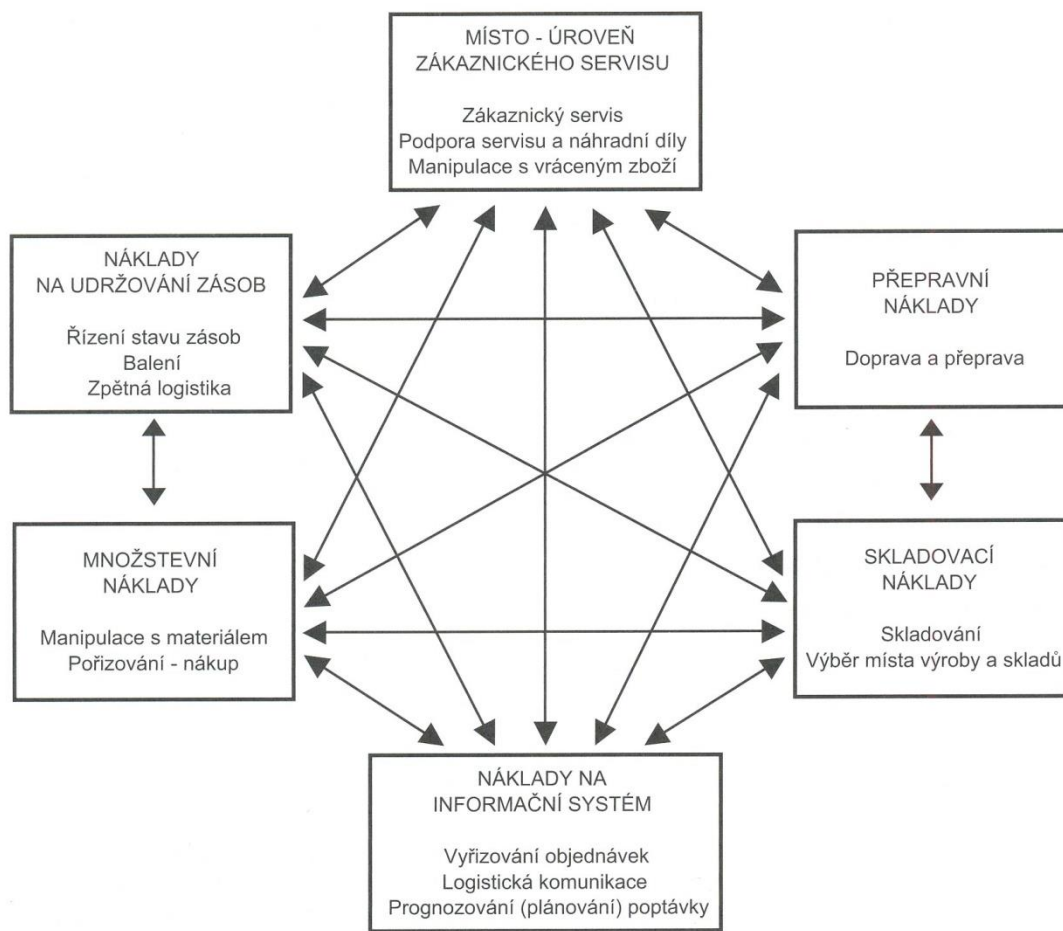 MÍSTO - ÚROVEŇ
ZÁKAZNICKÉHO SERVISU
Zákaznický servis
Podpora servisu a náhradní díly
Manipulace s vráceným zboží
NÁKLADY
NA UDRŽOVÁNÍ ZÁSOB
Řízení stavu zásob
Balení
Zpětná logistika
PŘEPRAVNÍ
NÁKLADY
Doprava a přeprava
MNOŽSTEVNÍ
NÁKLADY
Manipulace s materiálem
Pořizování - nákup
SKLADOVACÍ
NÁKLADY
Skladování
Výběr místa výroby a skladů
NÁKLADY NA
INFORMAČNÍ SYSTÉM
Vyřizování objednávek
Logistická komunikace
Prognozování (plánování) poptávky